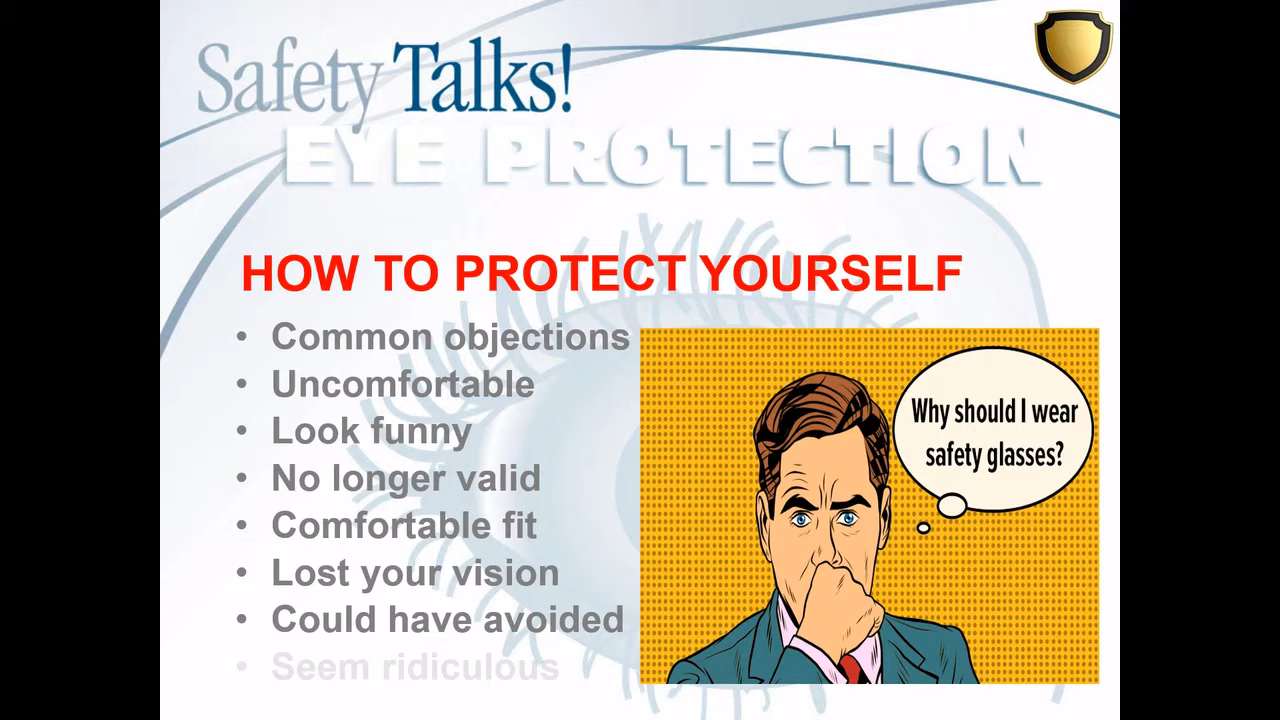 Safety Talks!
EYE PROTECTION
HOW TO PROTECT YOURSELF
• Common objections
• Uncomfortable
• Look funny
• No longer valid
• Comfortable fit
• Lost your vision
• Could have avoided
• Seem ridiculous
Why should I wear
safety glasses?